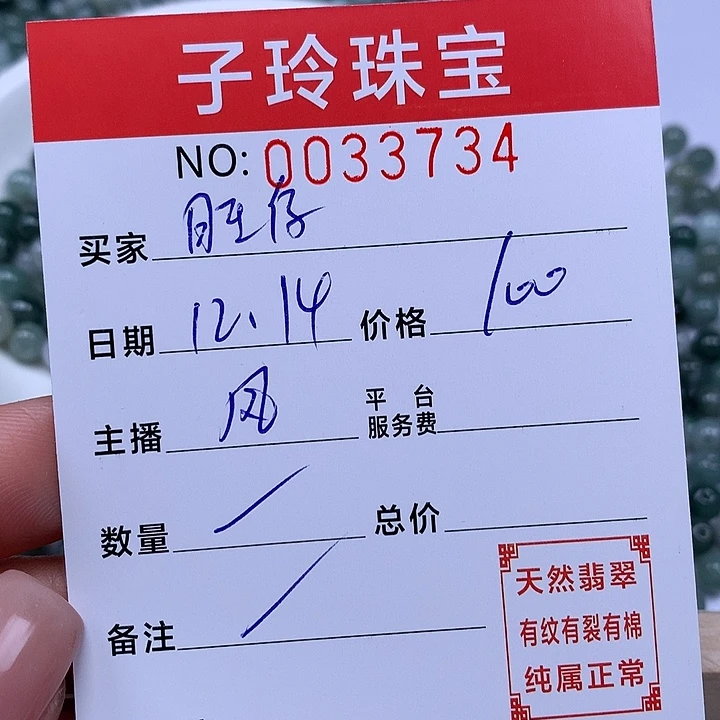 子玲珠宝
NO: 0033734
买家 旺仔
日期 12.14 价格 100
主播 风
平台
服务费
数量 / 总价
备注 /
天然翡翠
有纹有裂有棉
纯属正常